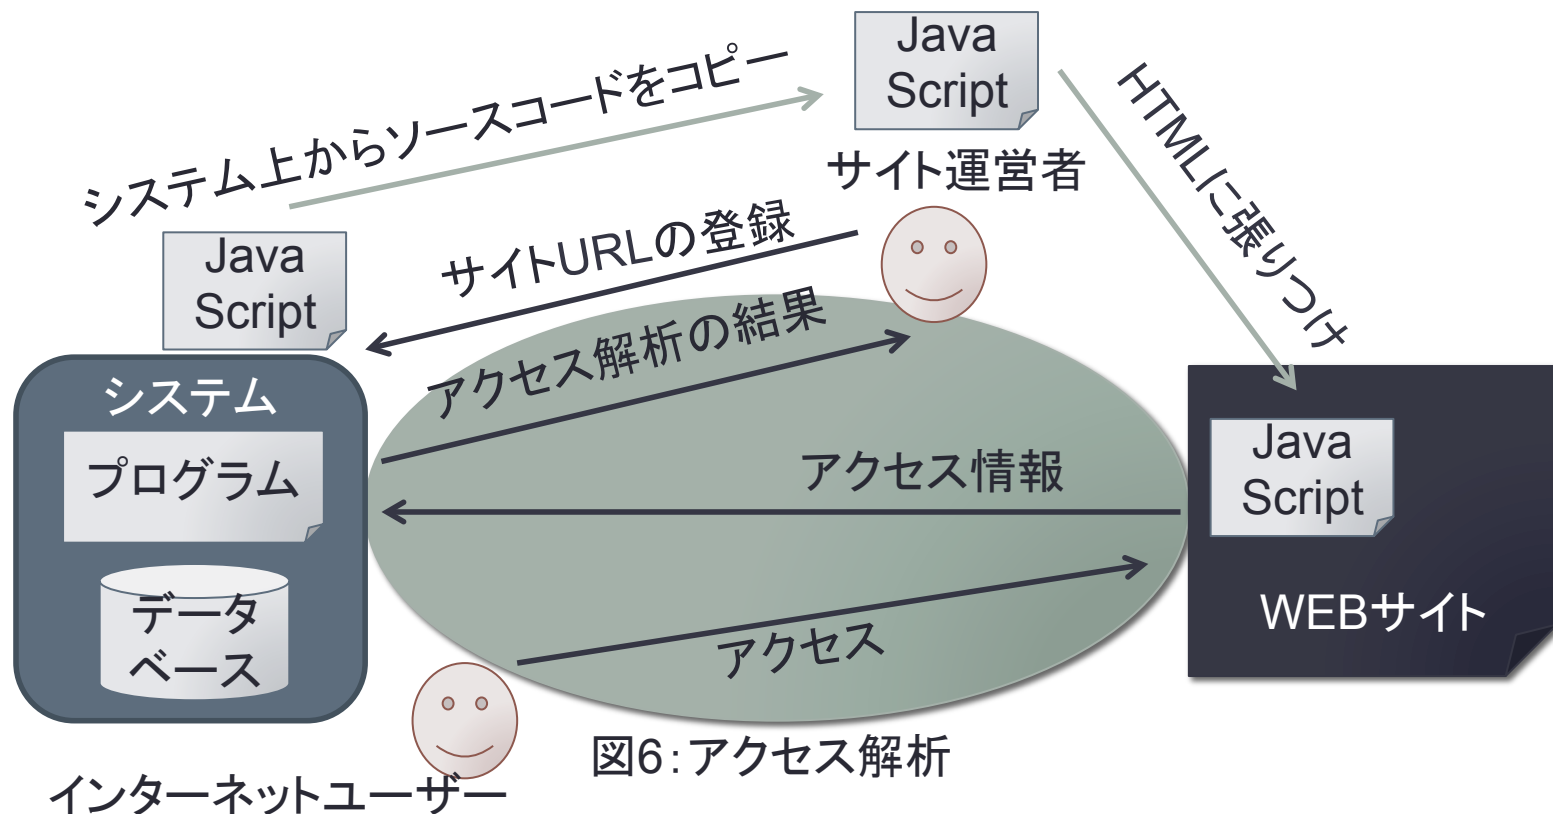 Java
Script
サイト運営者
システム上からソースコードをコピー
HTMLに張りつけ
サイトURLの登録
Java
Script
アクセス解析の結果
システム
プログラム
データ
ベース
アクセス情報
Java
Script
WEBサイト
アクセス
図6：アクセス解析
インターネットユーザー